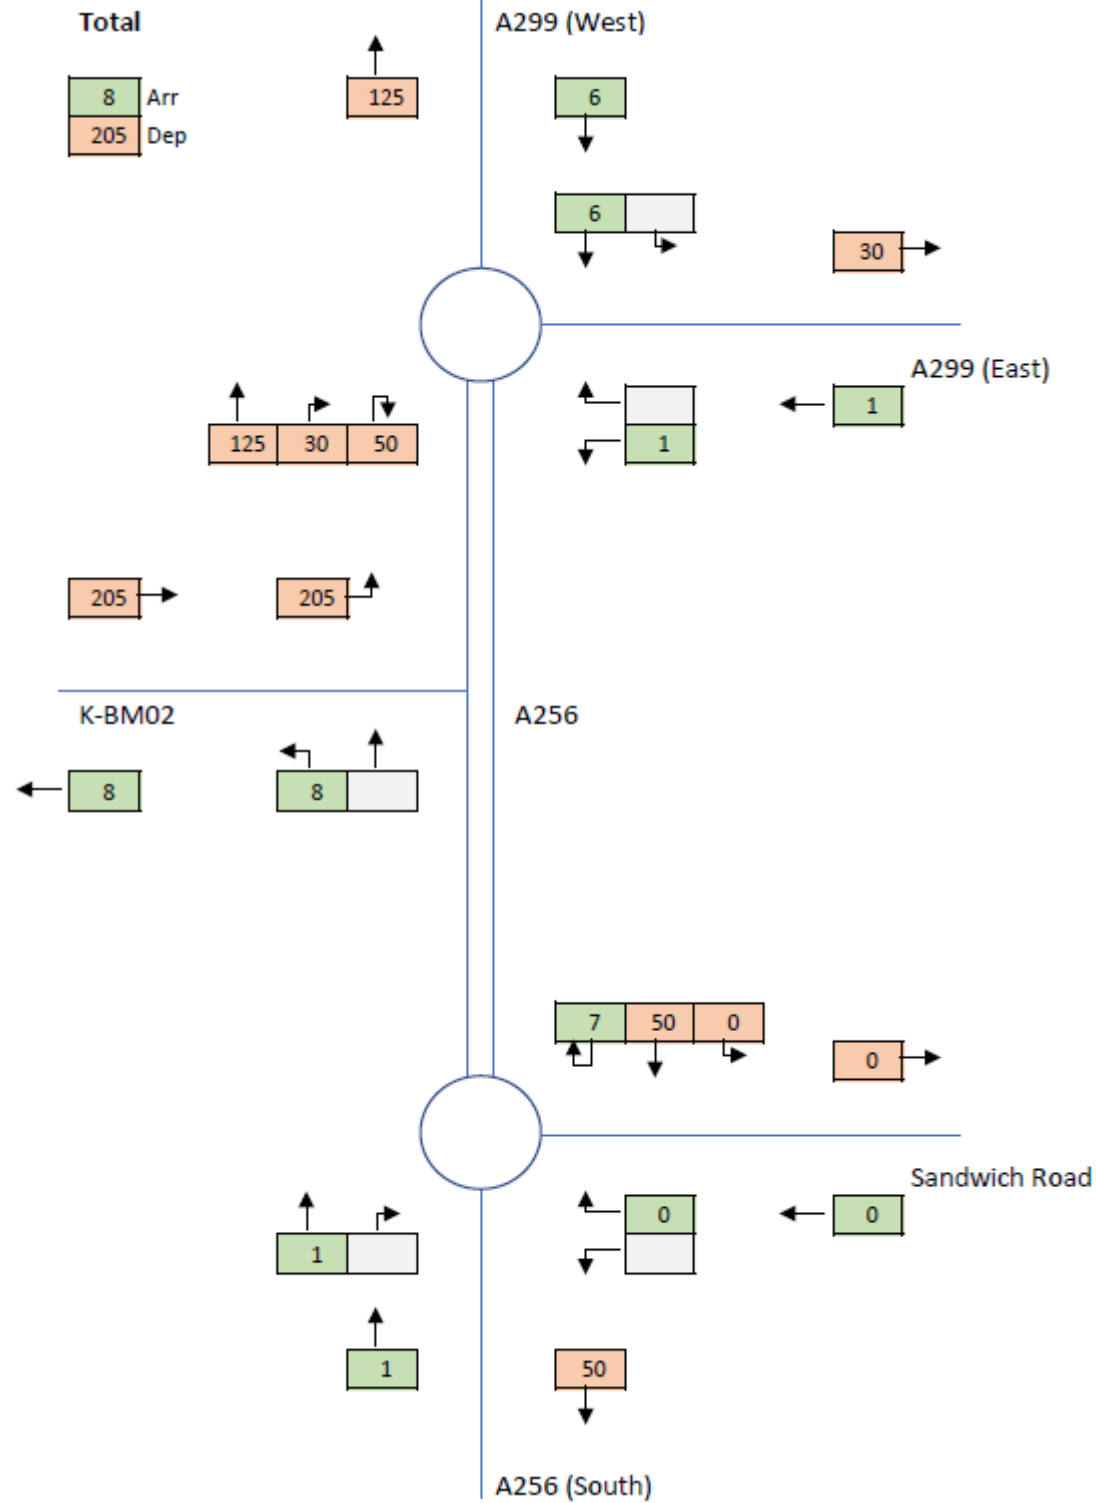 Total
A299 (West)
8 Arr
125
6
205 Dep
6
30
A299 (East)
1
125 30 50
1
205
205
K-BM02
A256
8
8
7 50 0
0
Sandwich Road
0
0
1
1
50
A256 (South)